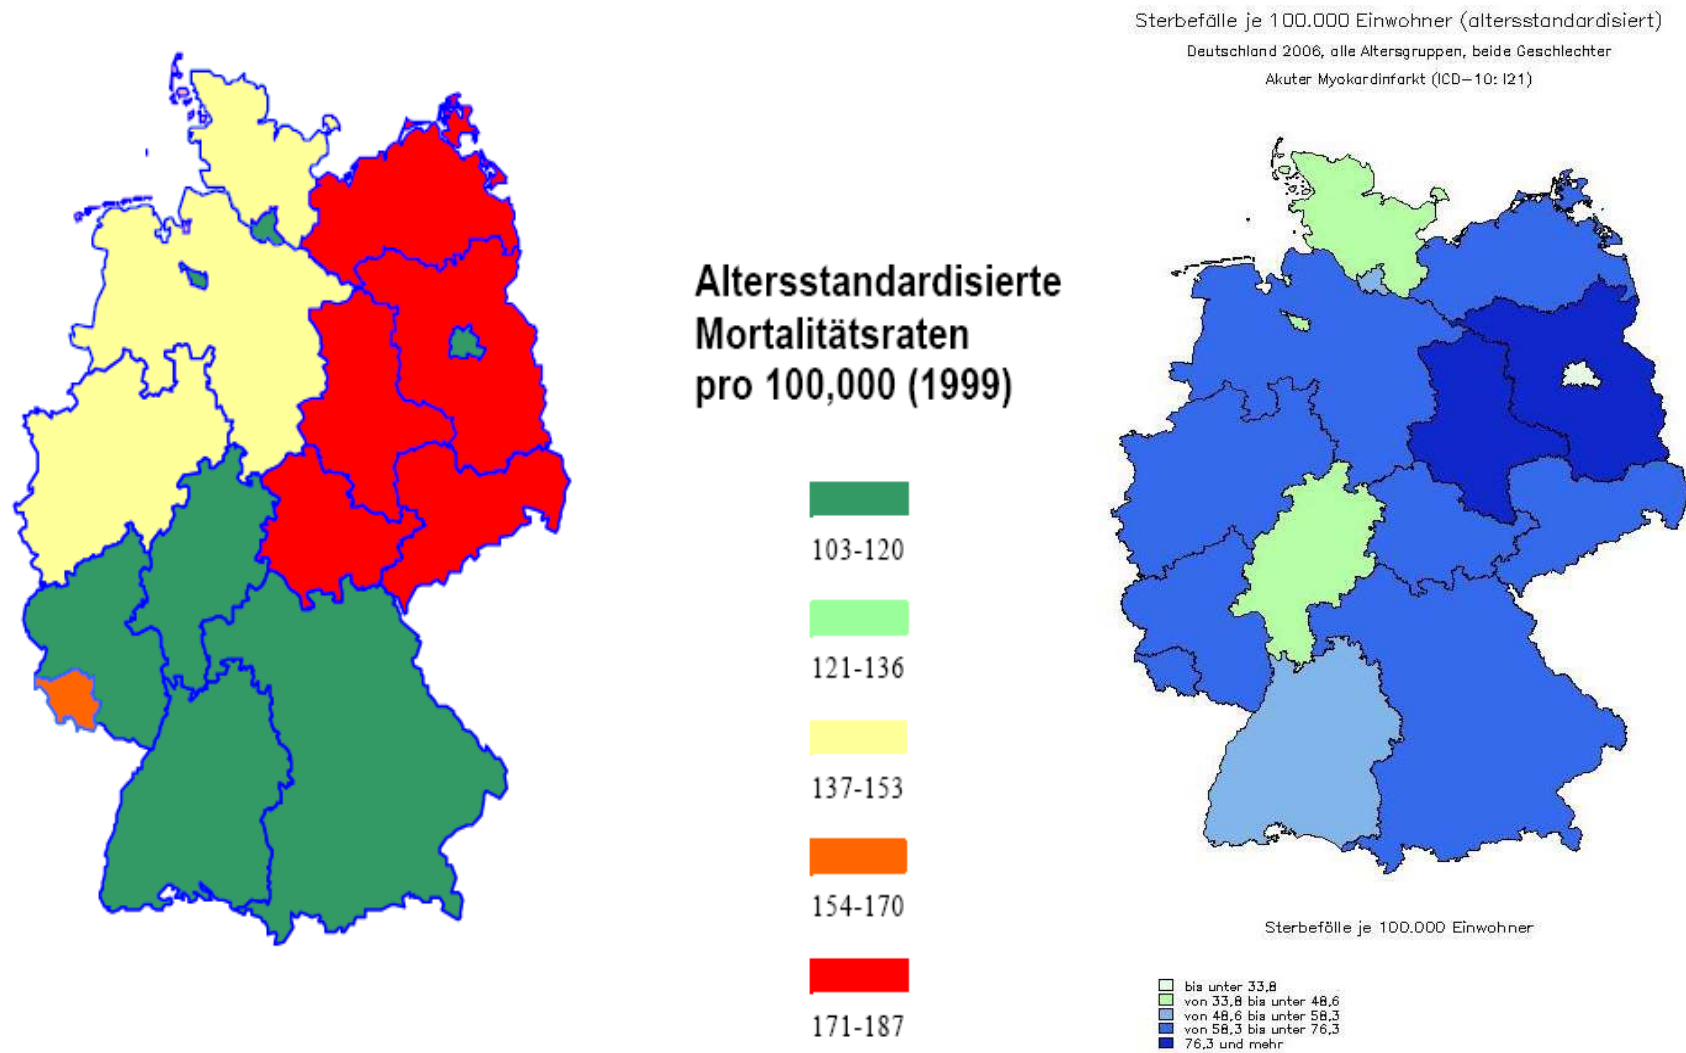 Altersstandardisierte
Mortalitätsraten
pro 100,000 (1999)
103-120
121-136
137-153
154-170
171-187
Sterbefälle je 100.000 Einwohner (altersstandardisiert)
Deutschland 2006, alle Altersgruppen, beide Geschlechter
Akuter Myokardinfarkt (ICD-10: I21)
Sterbefälle je 100.000 Einwohner
bis unter 33,8
von 33,8 bis unter 48,6
von 48,6 bis unter 58,3
von 58,3 bis unter 76,3
76,3 und mehr